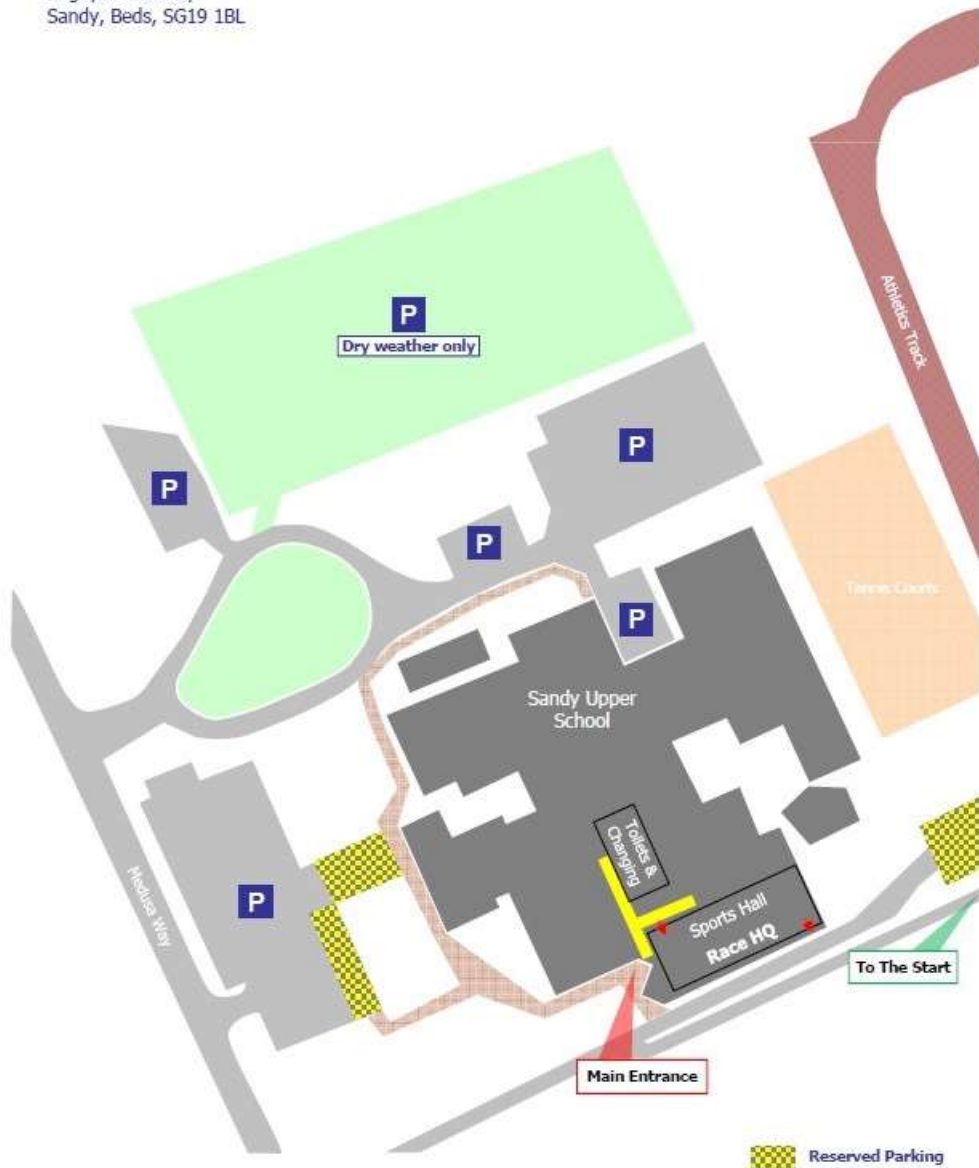 Sandy, Beds, SG19 1BL
Athletics Track
P
Dry weather only
P
P
P
P
Tennis Courts
Sandy Upper
School
Toilets &
Changing
Medusa Way
P
Sports Hall
Race HQ
To The Start
Main Entrance
Reserved Parking